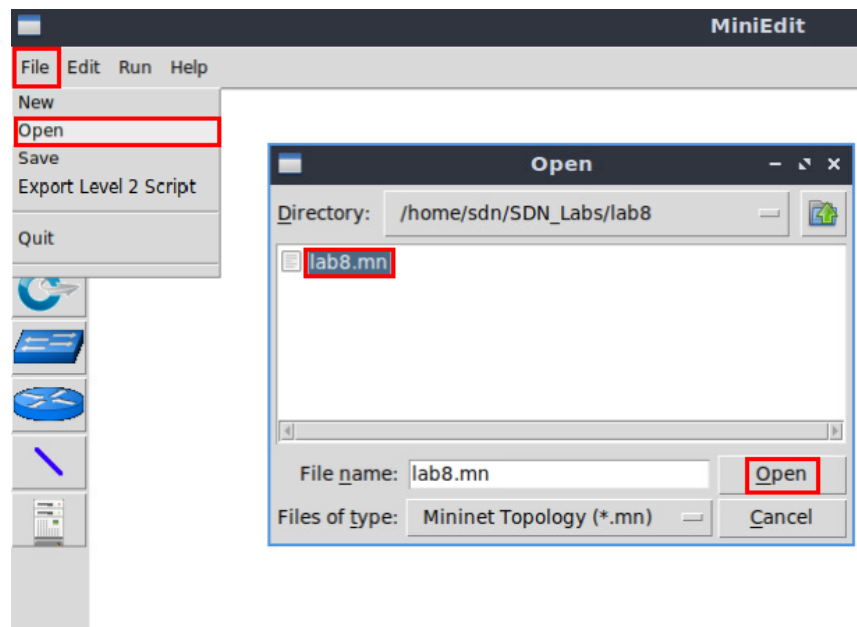 MiniEdit
File Edit Run Help
New
Open
Save
Export Level 2 Script
Quit
Open
Directory: /home/sdn/SDN_Labs/lab8
lab8.mn
File name: lab8.mn
Open
Files of type: Mininet Topology (*.mn)
Cancel